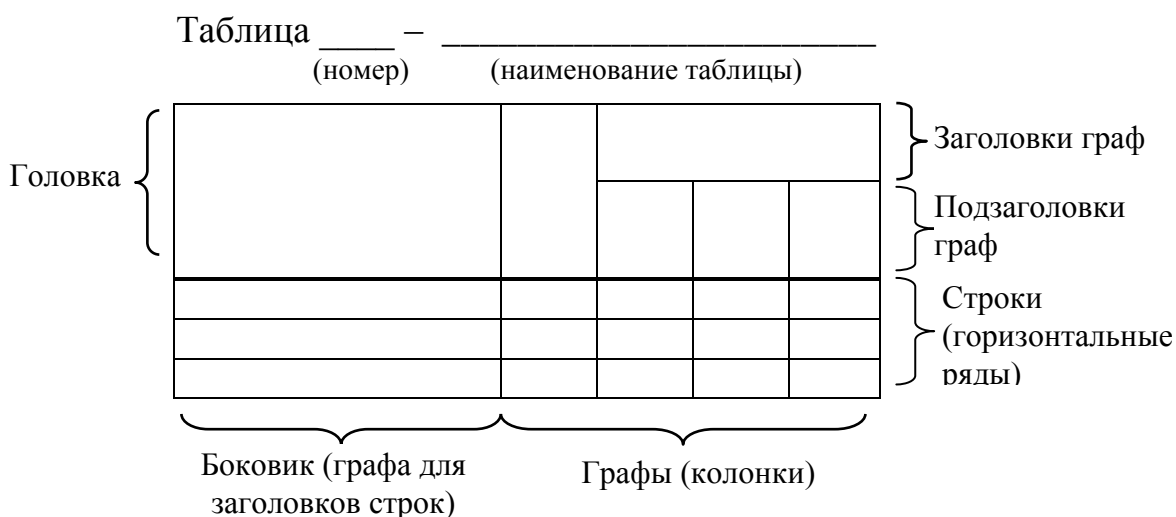 Таблица ____ – _______________________
(номер) (наименование таблицы)
Головка
Заголовки граф
Подзаголовки
граф
Строки
(горизонтальные
ряды)
Боковик (графа для
заголовков строк)
Графы (колонки)